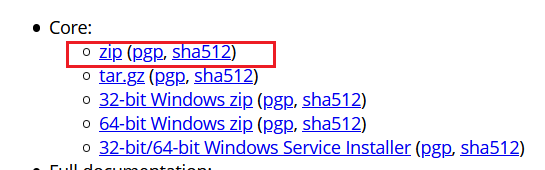 Core:
zip (pgp, sha512)
tar.gz (pgp, sha512)
32-bit Windows zip (pgp, sha512)
64-bit Windows zip (pgp, sha512)
32-bit/64-bit Windows Service Installer (pgp, sha512)
Full documentation: